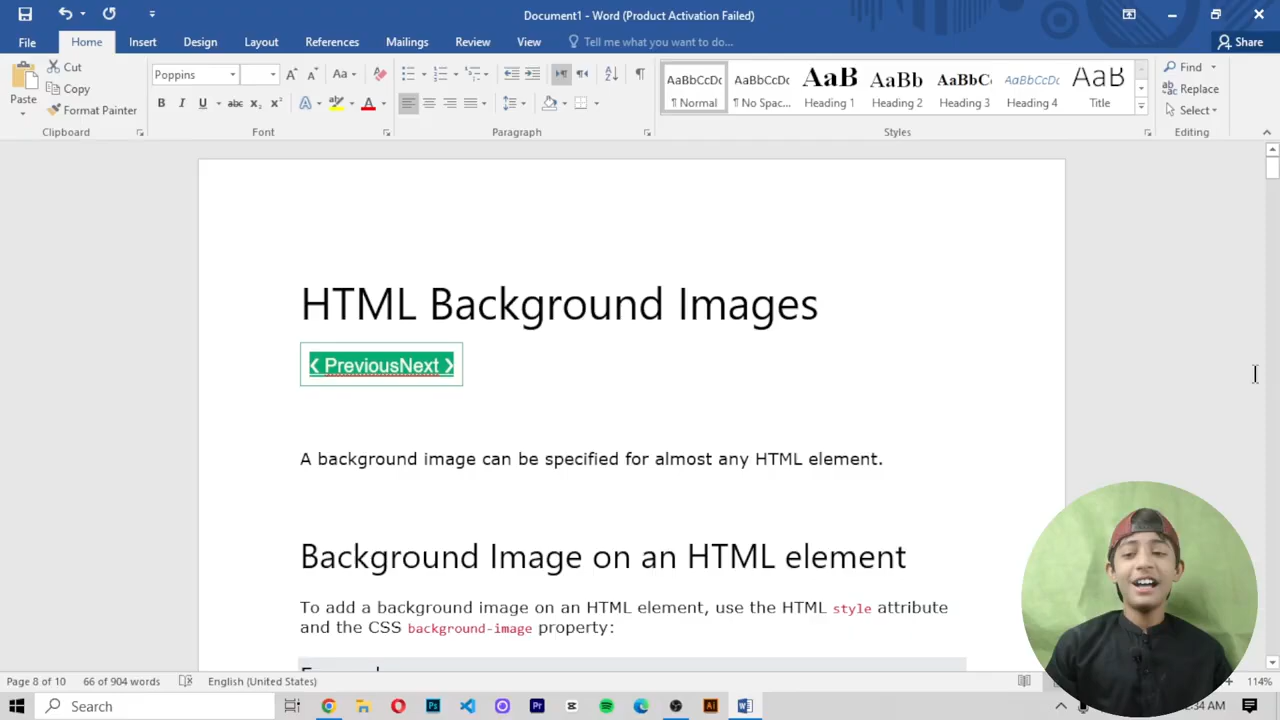 Document1 - Word (Product Activation Failed)
File Home Insert Design Layout References Mailings Review View Tell me what you want to do... Share
Paste
Cut
Copy
Format Painter
Clipboard
Poppins
Aa
B I U abc x₂ x² A A
Font
Paragraph
AaBbCcDc AaBbCcDc AaB AaBb AaBbC AaBbCcDc AaB
¶ Normal ¶ No Spac... Heading 1 Heading 2 Heading 3 Heading 4 Title
Styles
Find
Replace
Select
Editing
HTML Background Images
❮ PreviousNext ❯
A background image can be specified for almost any HTML element.
Background Image on an HTML element
To add a background image on an HTML element, use the HTML style attribute
and the CSS background-image property:
Page 8 of 10 66 of 904 words English (United States) 114%
Search